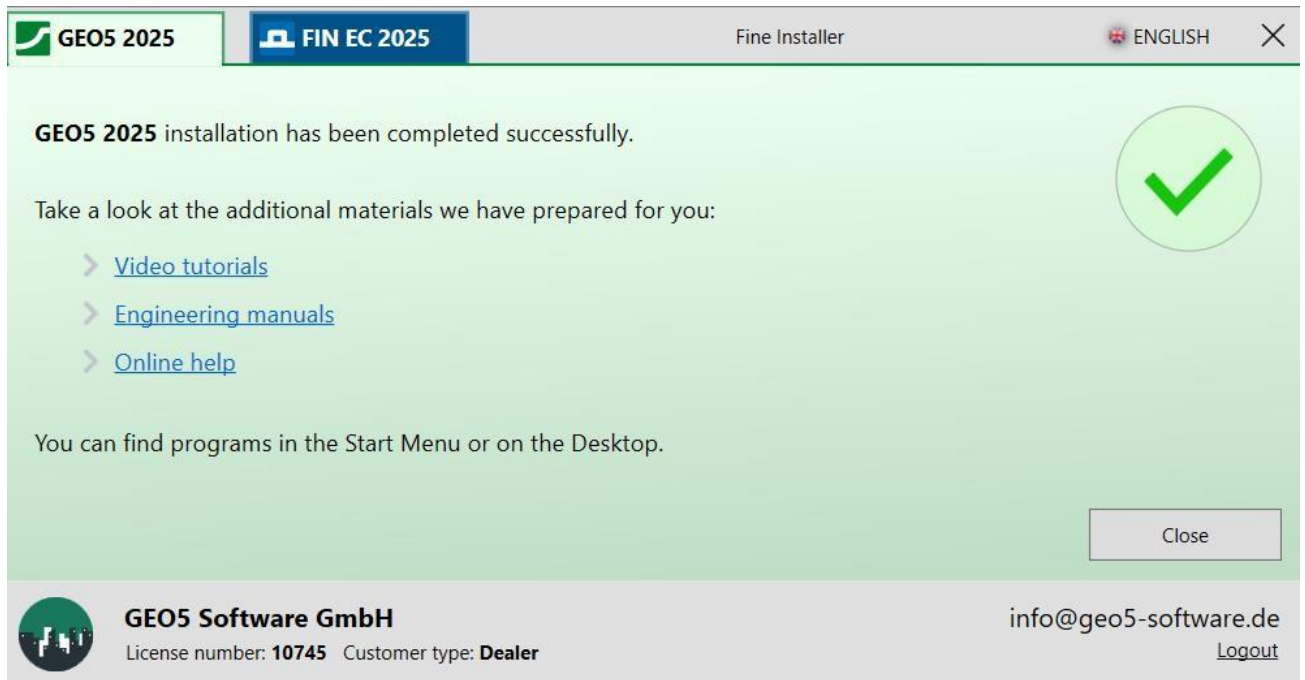 GEO5 2025
FIN EC 2025
Fine Installer
ENGLISH
GEO5 2025 installation has been completed successfully.
Take a look at the additional materials we have prepared for you:
Video tutorials
Engineering manuals
Online help
You can find programs in the Start Menu or on the Desktop.
Close
GEO5 Software GmbH
License number: 10745 Customer type: Dealer
info@geo5-software.de
Logout